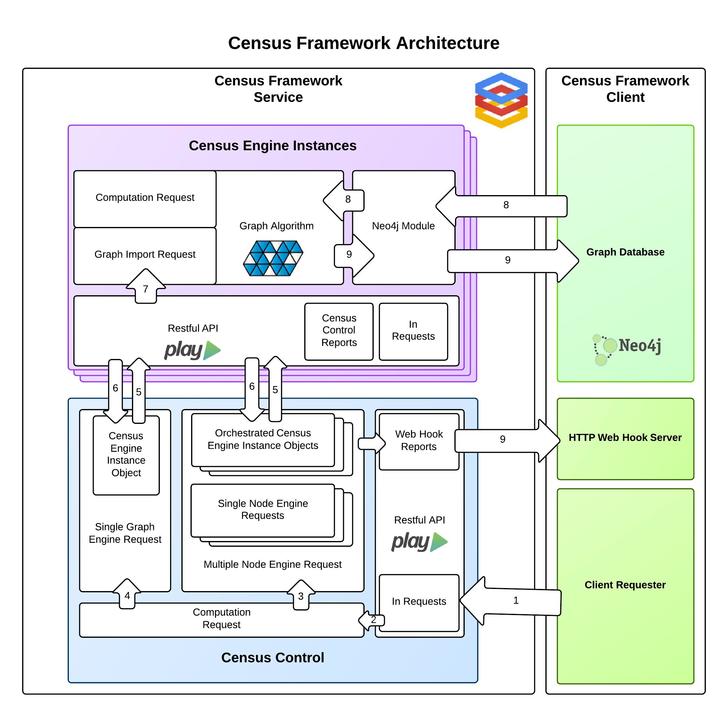 Census Framework Architecture
Census Framework
Service
Census Framework
Client
Census Engine Instances
Computation Request
Graph Import Request
Graph Algorithm
8
9
Neo4j Module
8
9
Graph Database
Neo4j
7
Restful API
play
Census
Control
Reports
In
Requests
6
5
6
5
Census
Engine
Instance
Object
Single Graph
Engine Request
Orchestrated Census
Engine Instance Objects
Single Node Engine
Requests
Multiple Node Engine Request
Web Hook
Reports
9
HTTP Web Hook Server
Restful API
play
Client Requester
In Requests
1
2
4
3
Computation
Request
Census Control